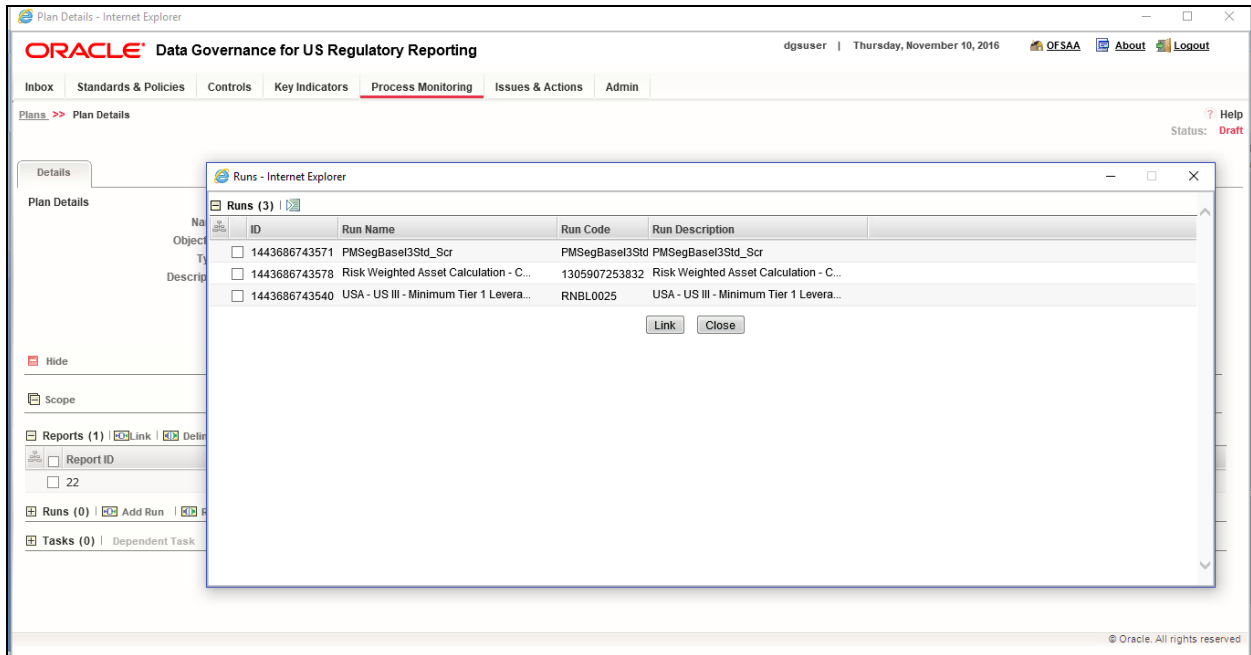 Plan Details - Internet Explorer
ORACLE Data Governance for US Regulatory Reporting
dgsuser | Thursday, November 10, 2016 OFSAA About Logout
Inbox Standards & Policies Controls Key Indicators Process Monitoring Issues & Actions Admin
Plans >> Plan Details
? Help
Status: Draft
Details
Plan Details
Na
Object
Ty
Descrip
Hide
Scope
Reports (1) | Link | Delin
Report ID
22
Runs (0) | Add Run | R
Tasks (0) | Dependent Task
Runs - Internet Explorer
Runs (3) |
ID Run Name Run Code Run Description
1443686743571 PMSegBasel3Std_Scr PMSegBasel3Std PMSegBasel3Std_Scr
1443686743578 Risk Weighted Asset Calculation - C... 1305907253832 Risk Weighted Asset Calculation - C...
1443686743540 USA - US III - Minimum Tier 1 Levera... RNBL0025 USA - US III - Minimum Tier 1 Levera...
Link Close
© Oracle. All rights reserved